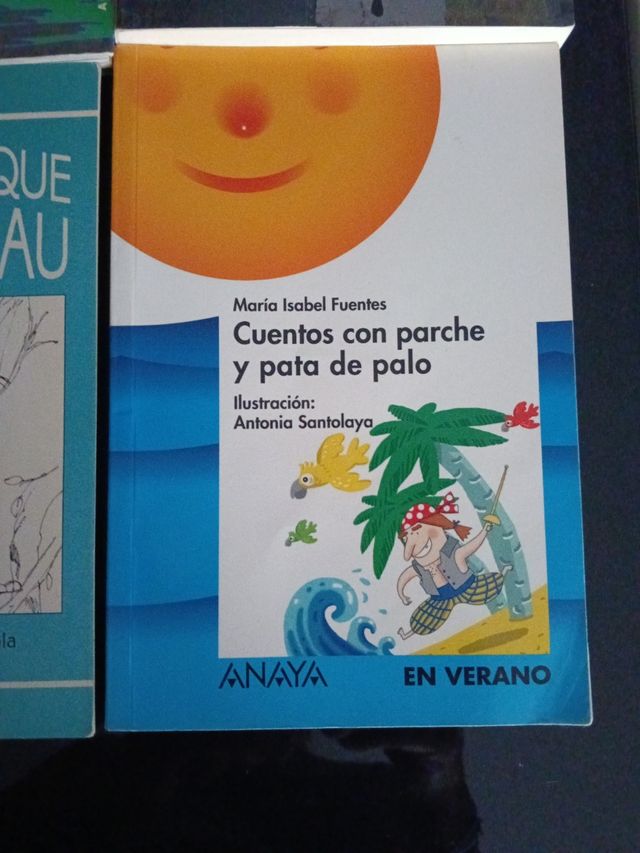 QUE
AU
María Isabel Fuentes
Cuentos con parche
y pata de palo
Ilustración:
Antonia Santolaya
ANAYA
EN VERANO